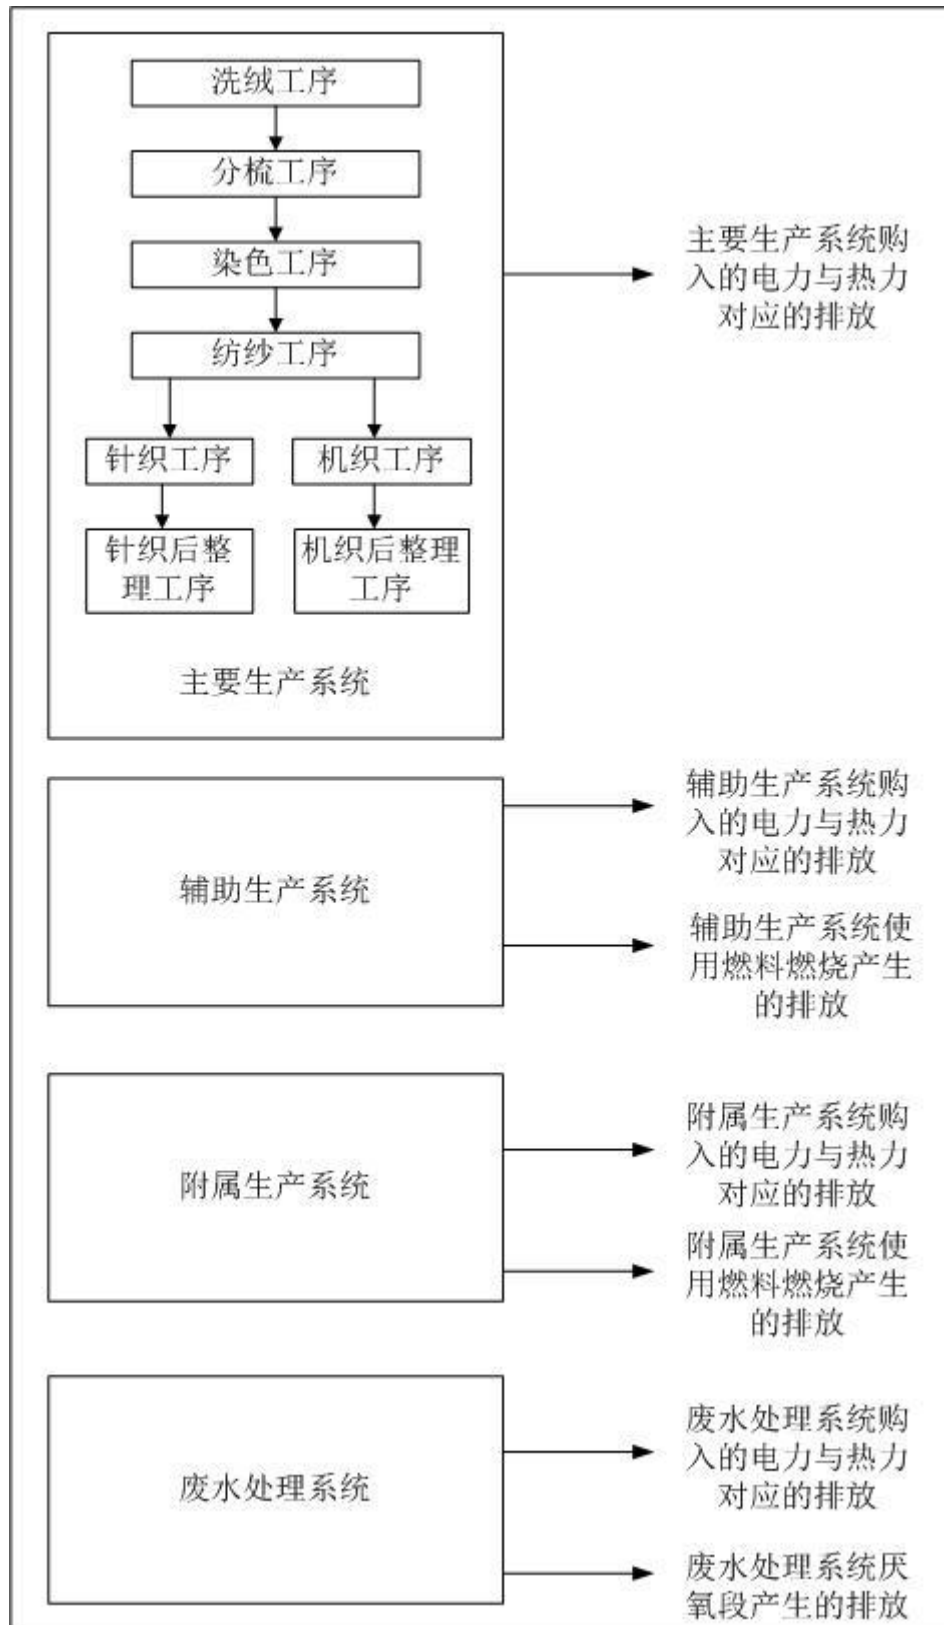 洗绒工序
分梳工序
染色工序
纺纱工序
针织工序
机织工序
针织后整
理工序
机织后整理
工序
主要生产系统
主要生产系统购
入的电力与热力
对应的排放
辅助生产系统
辅助生产系统购
入的电力与热力
对应的排放
辅助生产系统使
用燃料燃烧产生
的排放
附属生产系统
附属生产系统购
入的电力与热力
对应的排放
附属生产系统使
用燃料燃烧产生
的排放
废水处理系统
废水处理系统购
入的电力与热力
对应的排放
废水处理系统厌
氧段产生的排放